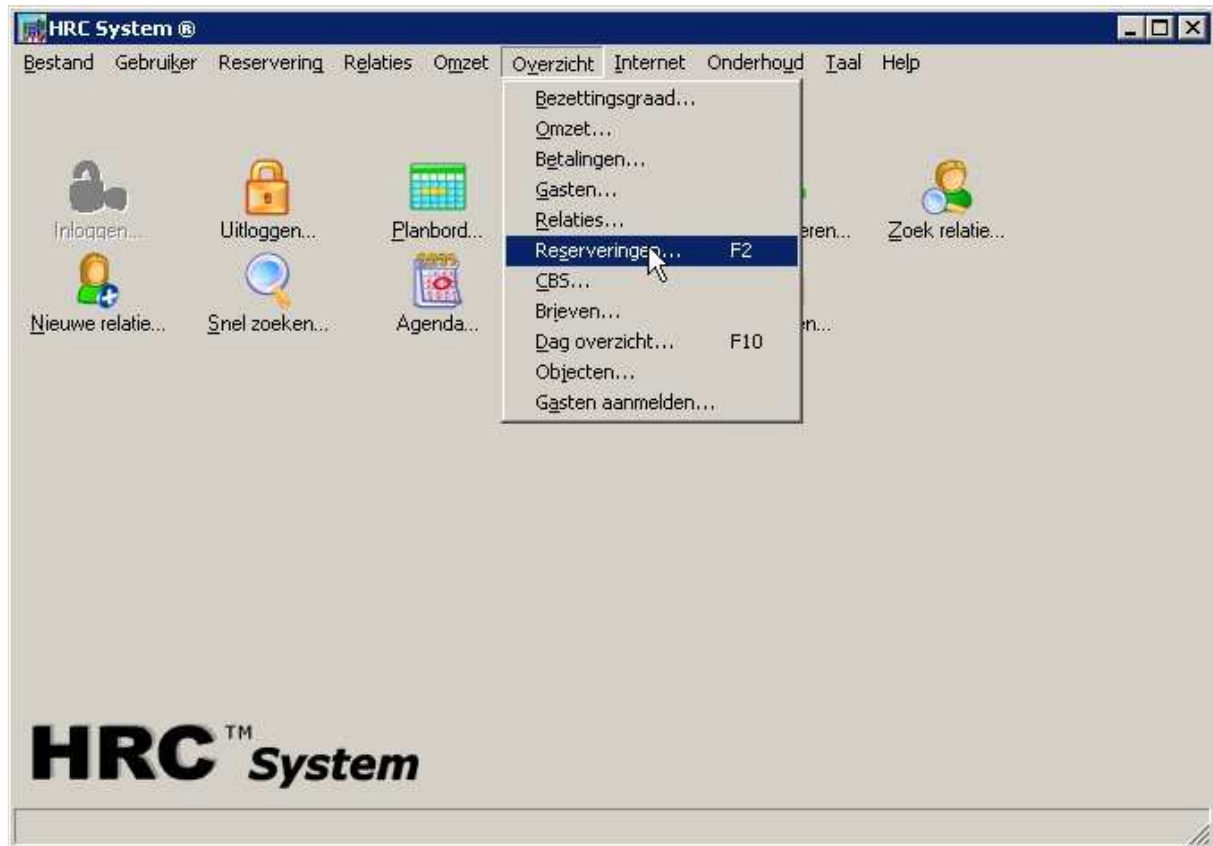 HRC System ®
Bestand Gebruiker Reservering Relaties Omzet Overzicht Internet Onderhoud Taal Help
Bezettingsgraad...
Omzet...
Betalingen...
Gasten...
Relaties...
Reserveringen... F2
CBS...
Brieven...
Dag overzicht... F10
Objecten...
Gasten aanmelden...
Inloggen... Uitloggen... Planbord... eren... Zoek relatie...
Nieuwe relatie... Snel zoeken... Agenda... en...
HRC™ System